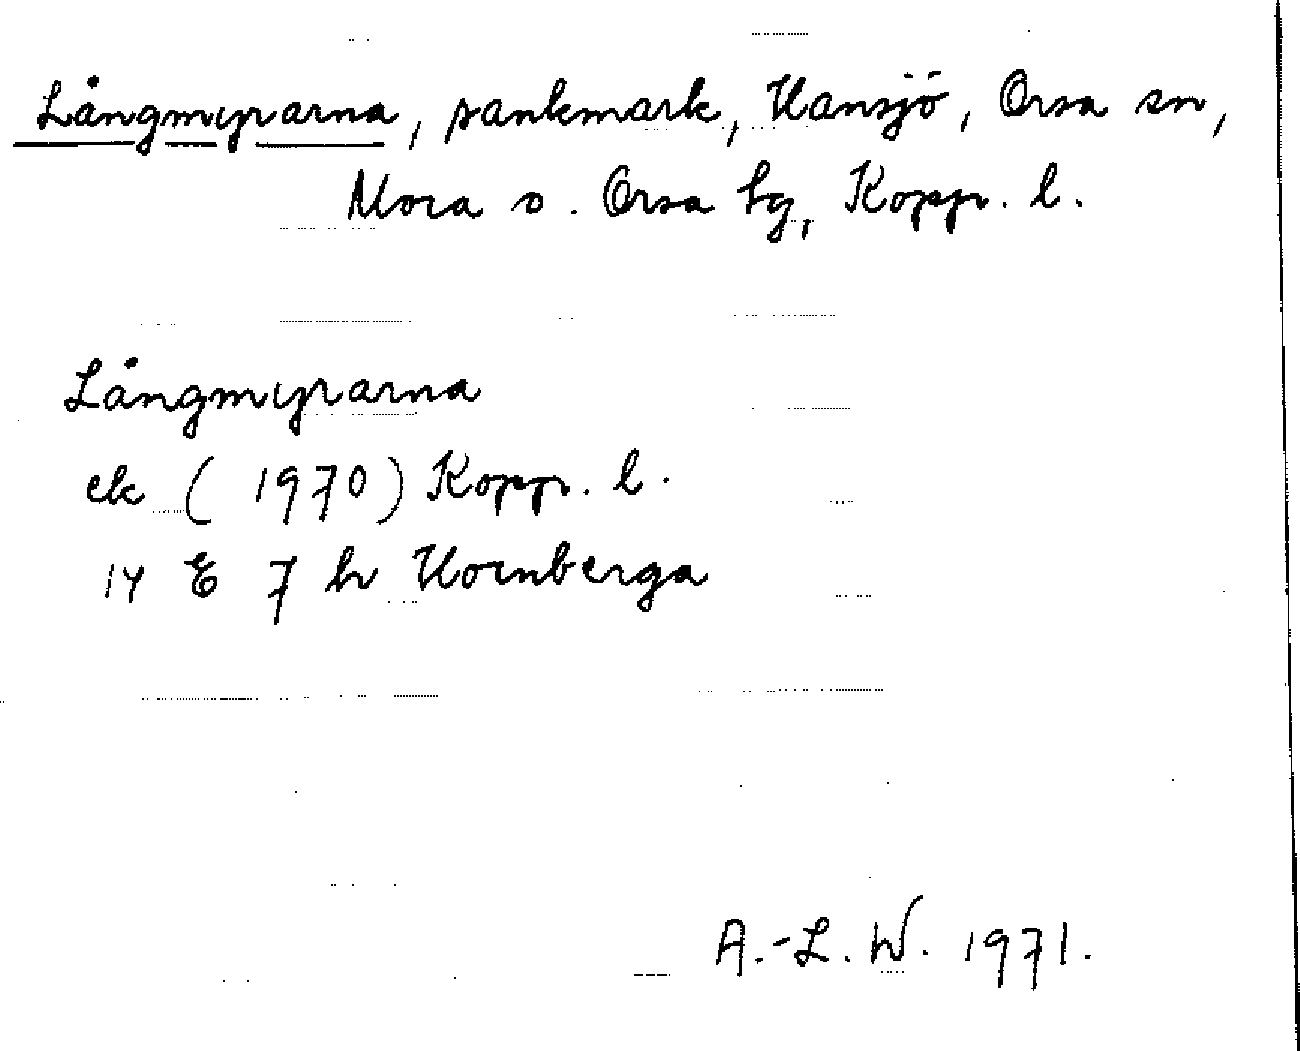 Långmyrarna, sankmark, Hansjö, Orsa sn,
Mora o. Orsa tg, Kopp. l.
Långmyrarna
ek (1970) Kopp. l.
14 E 7 h Hornberga
A.-L. W. 1971.